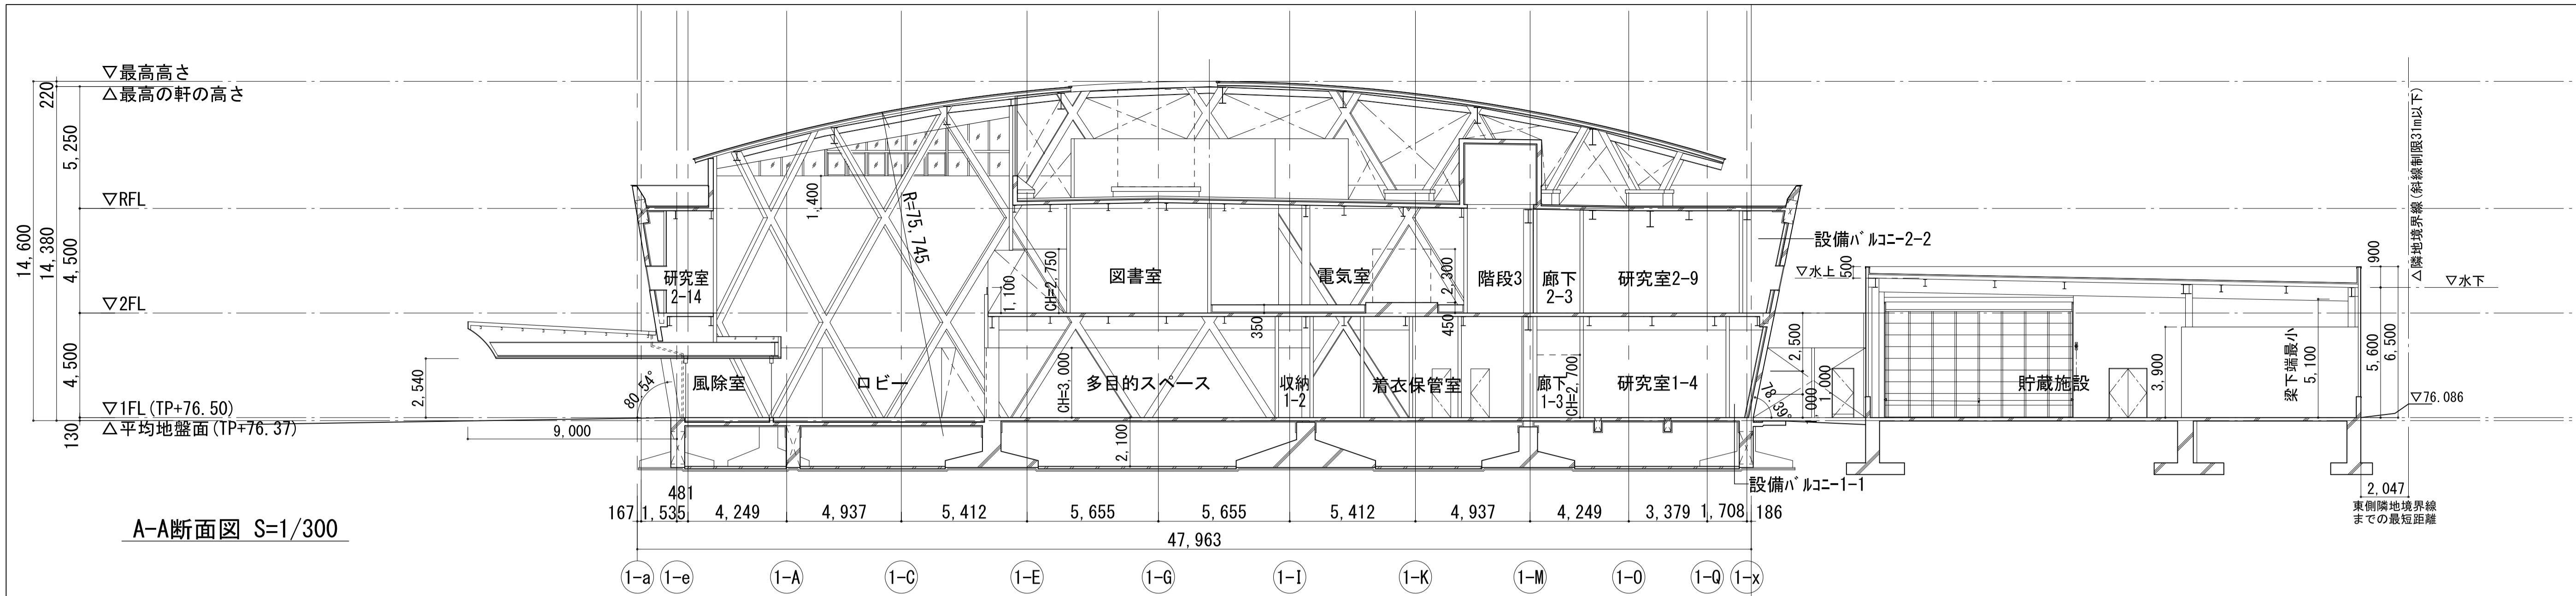 ▽最高高さ
△最高の軒の高さ
▽RFL
▽2FL
▽1FL(TP+76.50)
△平均地盤面(TP+76.37)
14,600
14,380
220
5,250
4,500
4,500
130
2,540
9,000
80.54°
1,400
R=75,745
研究室
2-14
風除室
ロビー
1,100
CH=2,750
図書室
350
電気室
2,300
450
階段3
廊下
2-3
研究室2-9
CH=3,000
多目的スペース
収納
1-2
着衣保管室
廊下
1-3
CH=2,700
研究室1-4
2,100
78.39°
設備バルコニー2-2
設備バルコニー1-1
2,500
1,000
▽水上
500
貯蔵施設
3,900
梁下端最小
5,100
5,600
6,500
900
▽水下
△隣地境界線(斜線制限31m以下)
▽76.086
2,047
東側隣地境界線
までの最短距離
167
1,535
481
4,249
4,937
5,412
5,655
5,655
5,412
4,937
4,249
3,379
1,708
186
47,963
1-a
1-e
1-A
1-C
1-E
1-G
1-I
1-K
1-M
1-O
1-Q
1-x
A-A断面図 S=1/300